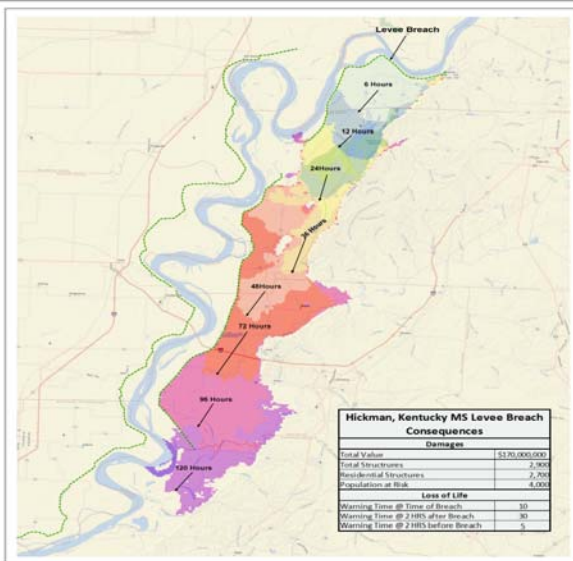 Levee Breach
6 Hours
12 Hours
24Hours
36 Hours
48Hours
72 Hours
96 Hours
120 Hours
Hickman, Kentucky MS Levee Breach
Consequences
Damages
Total Value $170,000,000
Total Structrures 2,900
Residential Structures 2,700
Population at Risk 4,000
Loss of Life
Warning Time @ Time of Breach 10
Warning Time @ 2 HRS after Breach 30
Warning Time @ 2 HRS before Breach 5